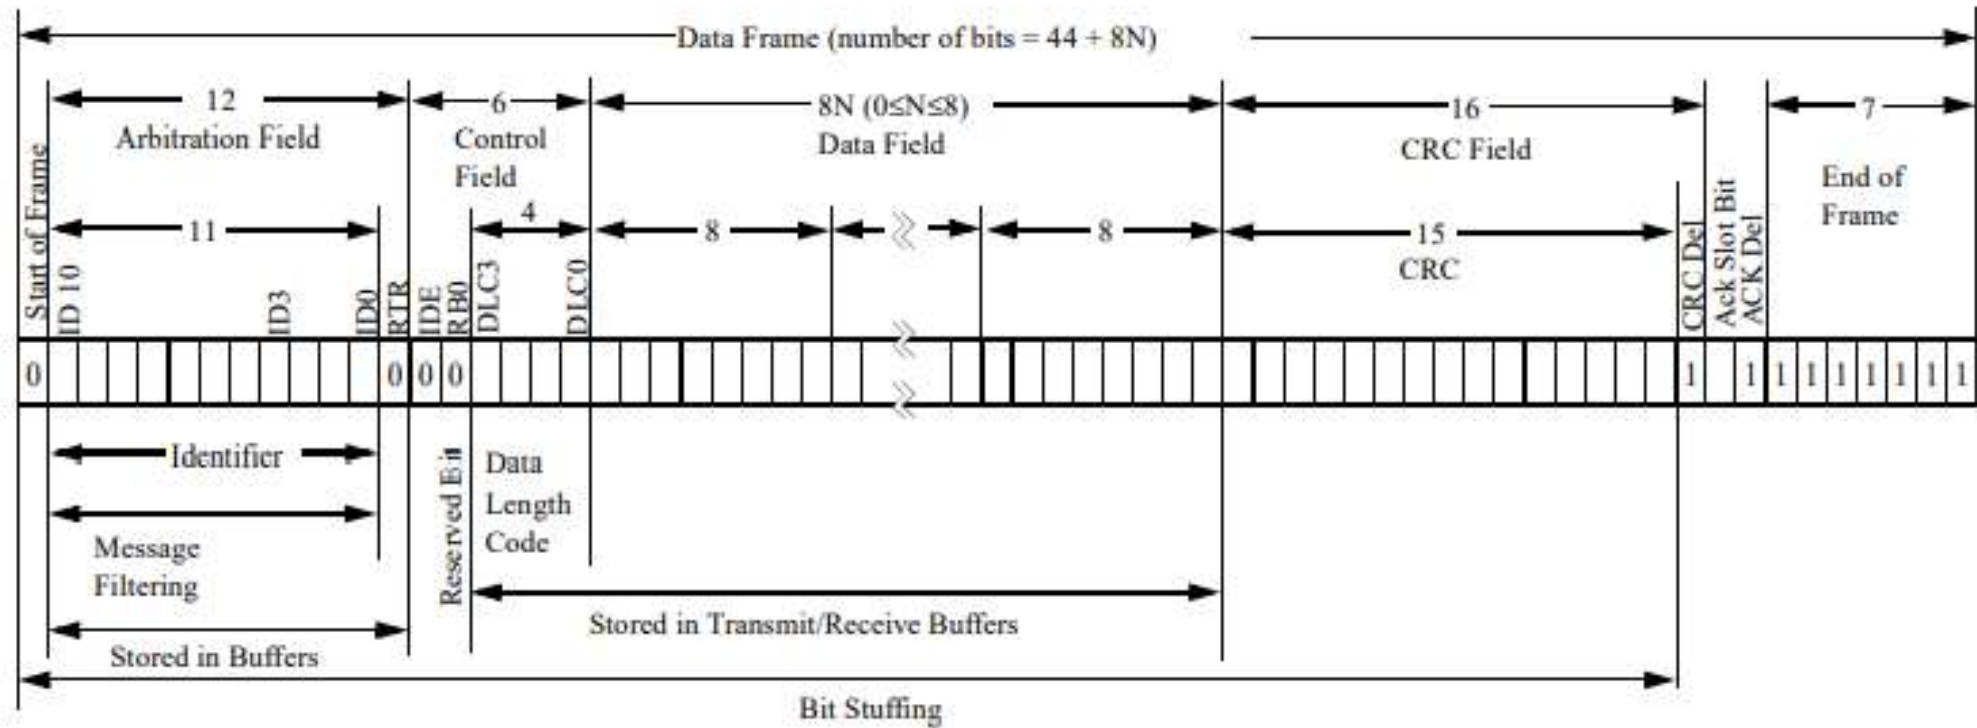 Data Frame (number of bits = 44 + 8N)
12
Arbitration Field
6
Control
Field
8N (0≤N≤8)
Data Field
16
CRC Field
7
End of
Frame
11
4
8
8
15
CRC
Start of Frame
ID 10
ID3
ID0
RTR
IDE
RB0
DLC3
DLC0
CRC Del
Ack Slot Bit
ACK Del
0
0
0
0
1
1
1
1
1
1
1
1
1
Identifier
Message
Filtering
Stored in Buffers
Reserved Bit
Data
Length
Code
Stored in Transmit/Receive Buffers
Bit Stuffing